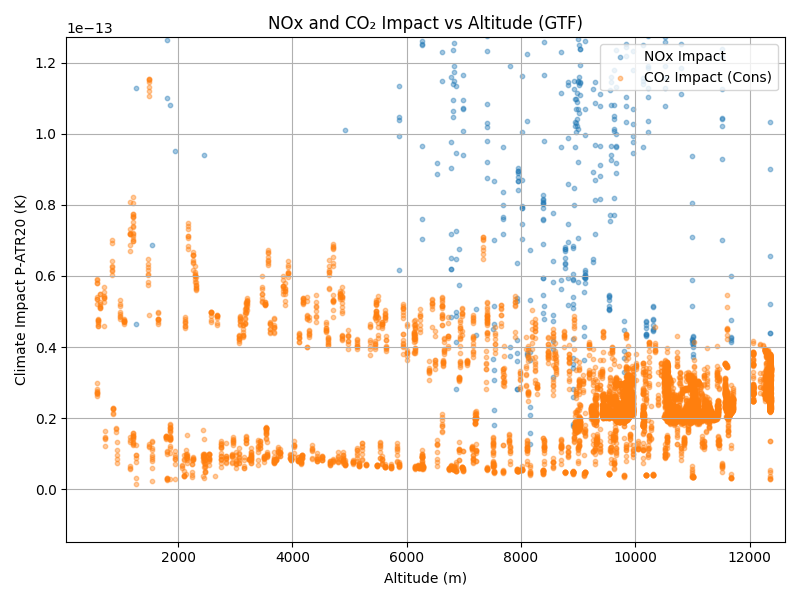 NOx and CO₂ Impact vs Altitude (GTF)
1e−13
NOx Impact
CO₂ Impact (Cons)
1.2
1.0
0.8
0.6
0.4
0.2
0.0
Climate Impact P-ATR20 (K)
2000 4000 6000 8000 10000 12000
Altitude (m)